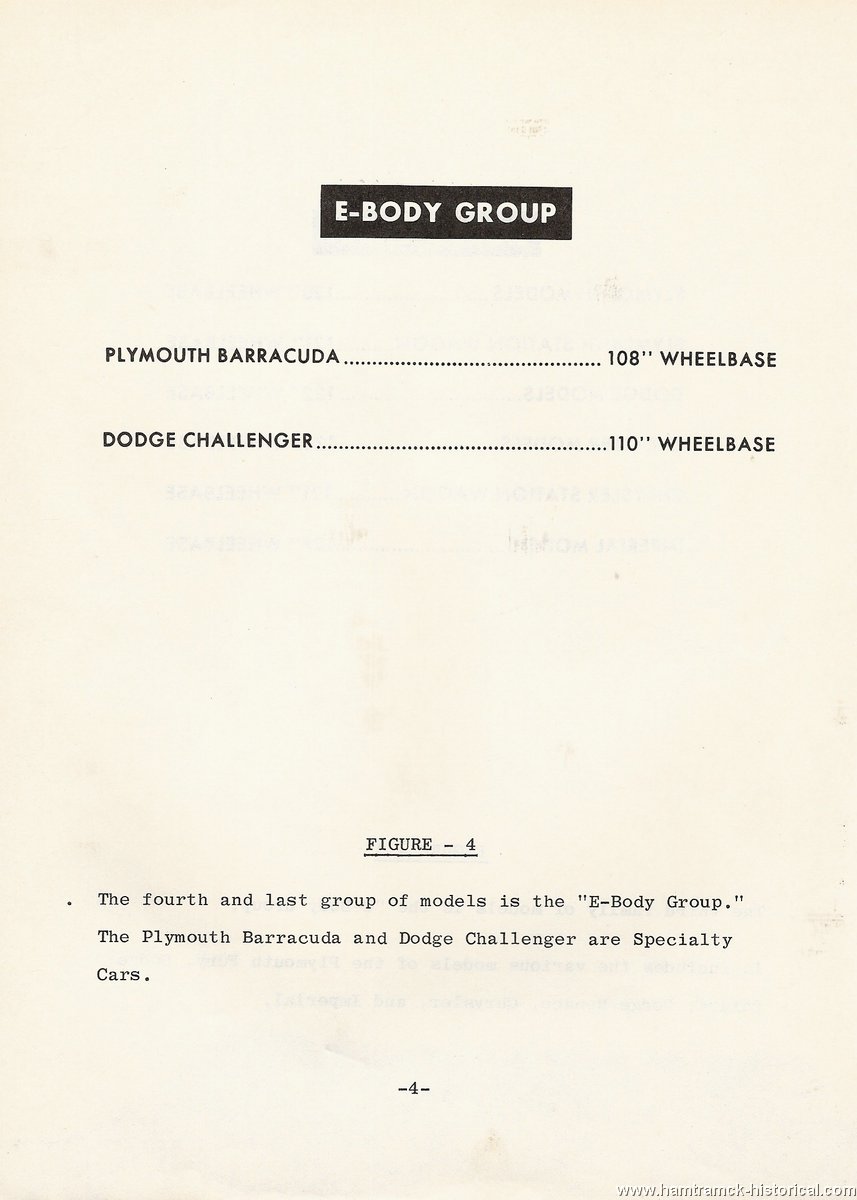 E-BODY GROUP
PLYMOUTH BARRACUDA............................................ 108'' WHEELBASE
DODGE CHALLENGER..................................................110'' WHEELBASE
FIGURE - 4
. The fourth and last group of models is the "E-Body Group."
The Plymouth Barracuda and Dodge Challenger are Specialty
Cars.
-4-
www.hamtramck-historical.com